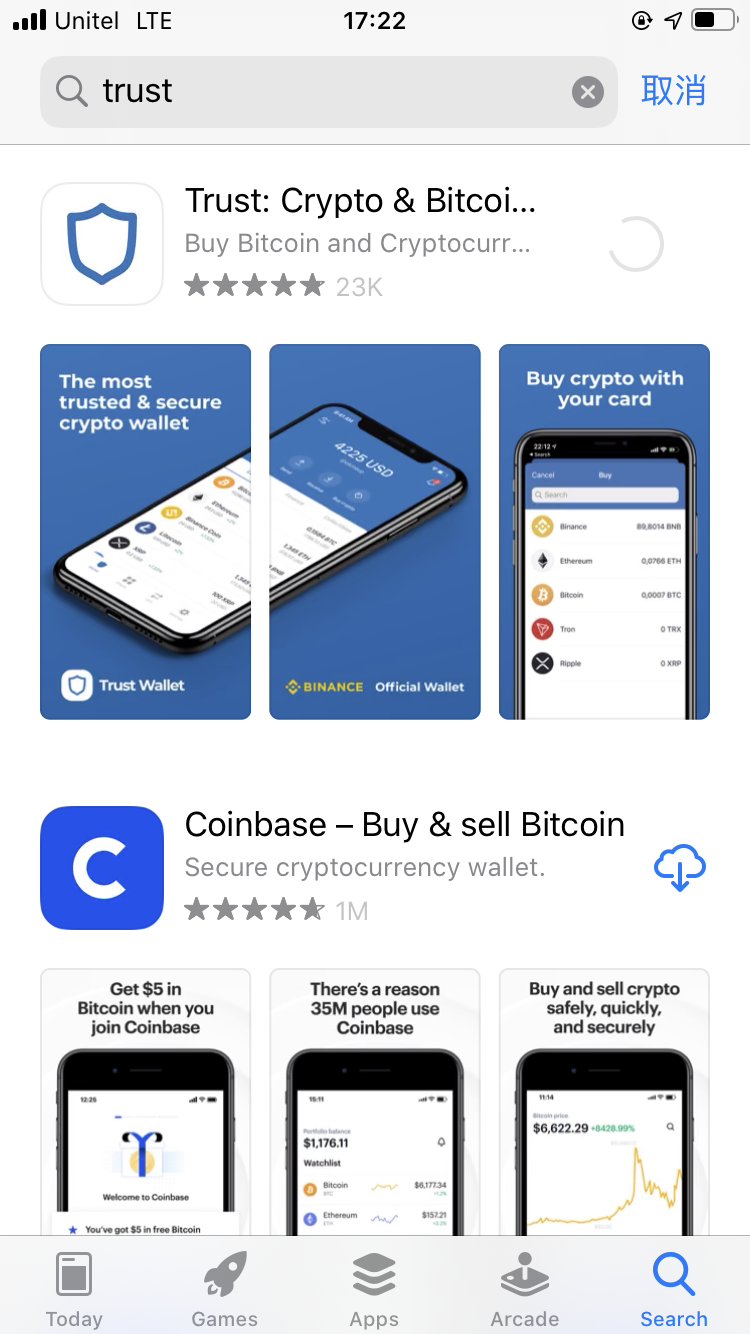 Unitel LTE 17:22
trust 取消
Trust: Crypto & Bitcoi...
Buy Bitcoin and Cryptocurr...
23K
The most
trusted & secure
crypto wallet
Trust Wallet
4225 USD
BINANCE Official Wallet
Buy crypto with
your card
22:12
Search
Cancel Buy
Search
Binance 89,8014 BNB
Ethereum 0,0766 ETH
Bitcoin 0,0007 BTC
Tron 0 TRX
Ripple 0 XRP
Coinbase – Buy & sell Bitcoin
Secure cryptocurrency wallet.
1M
Get $5 in
Bitcoin when you
join Coinbase
12:25
Welcome to Coinbase
You've got $5 in free Bitcoin
There's a reason
35M people use
Coinbase
15:11
Portfolio balance
$1,176.11
Watchlist
Bitcoin $6,177.34
BTC +1.2%
Ethereum $157.21
ETH +3.2%
Buy and sell crypto
safely, quickly,
and securely
11:14
Bitcoin price
$6,622.29 +8428.99%
Today Games Apps Arcade Search